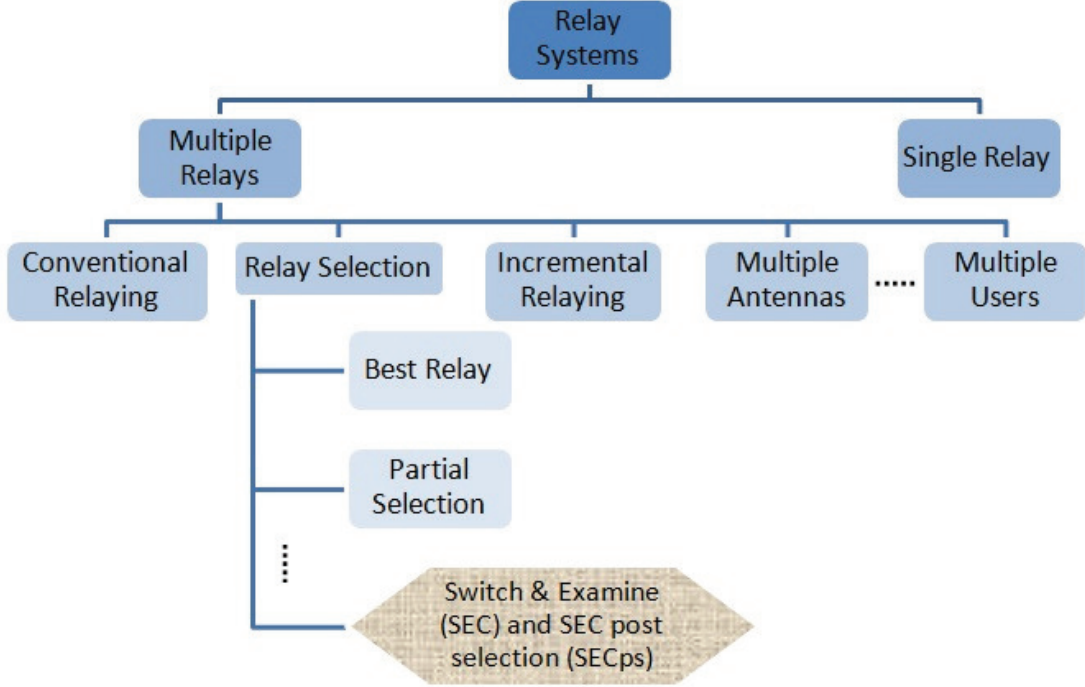 Relay
Systems
Multiple
Relays
Single Relay
Conventional
Relaying
Relay Selection
Incremental
Relaying
Multiple
Antennas
Multiple
Users
Best Relay
Partial
Selection
Switch & Examine
(SEC) and SEC post
selection (SECps)